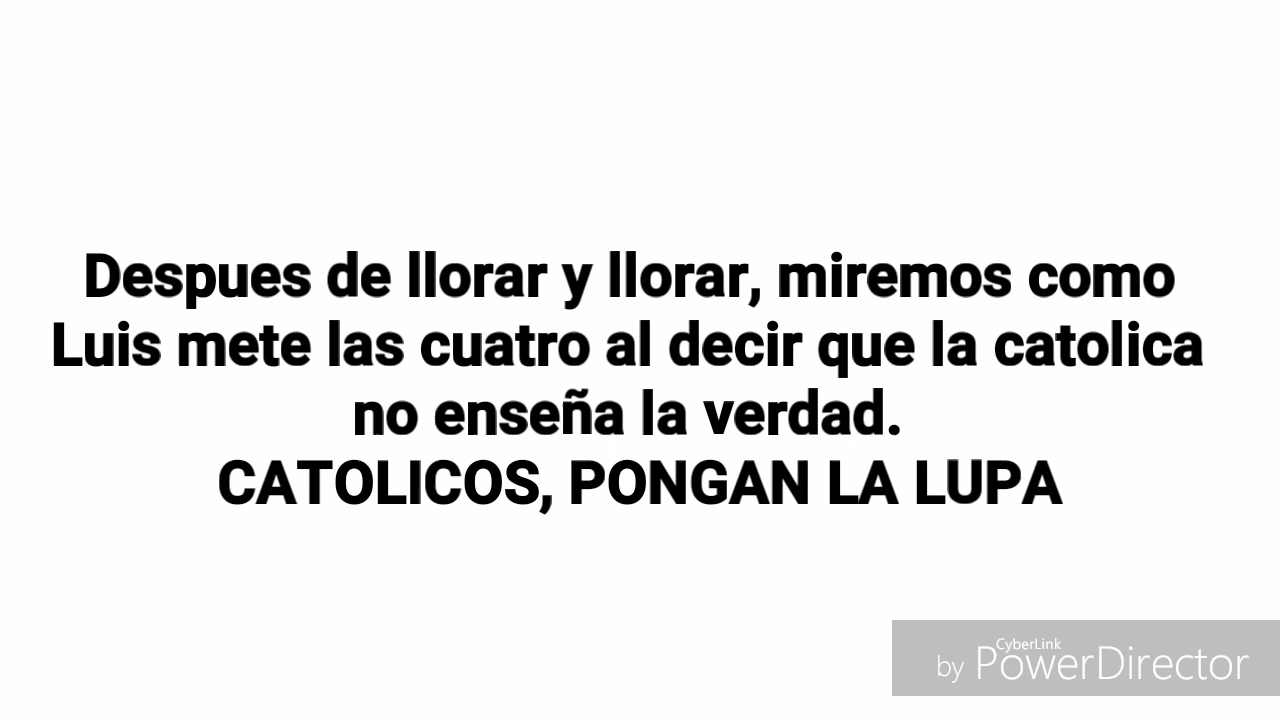 Despues de llorar y llorar, miremos como
Luis mete las cuatro al decir que la catolica
no enseña la verdad.
CATOLICOS, PONGAN LA LUPA
CyberLink
by PowerDirector